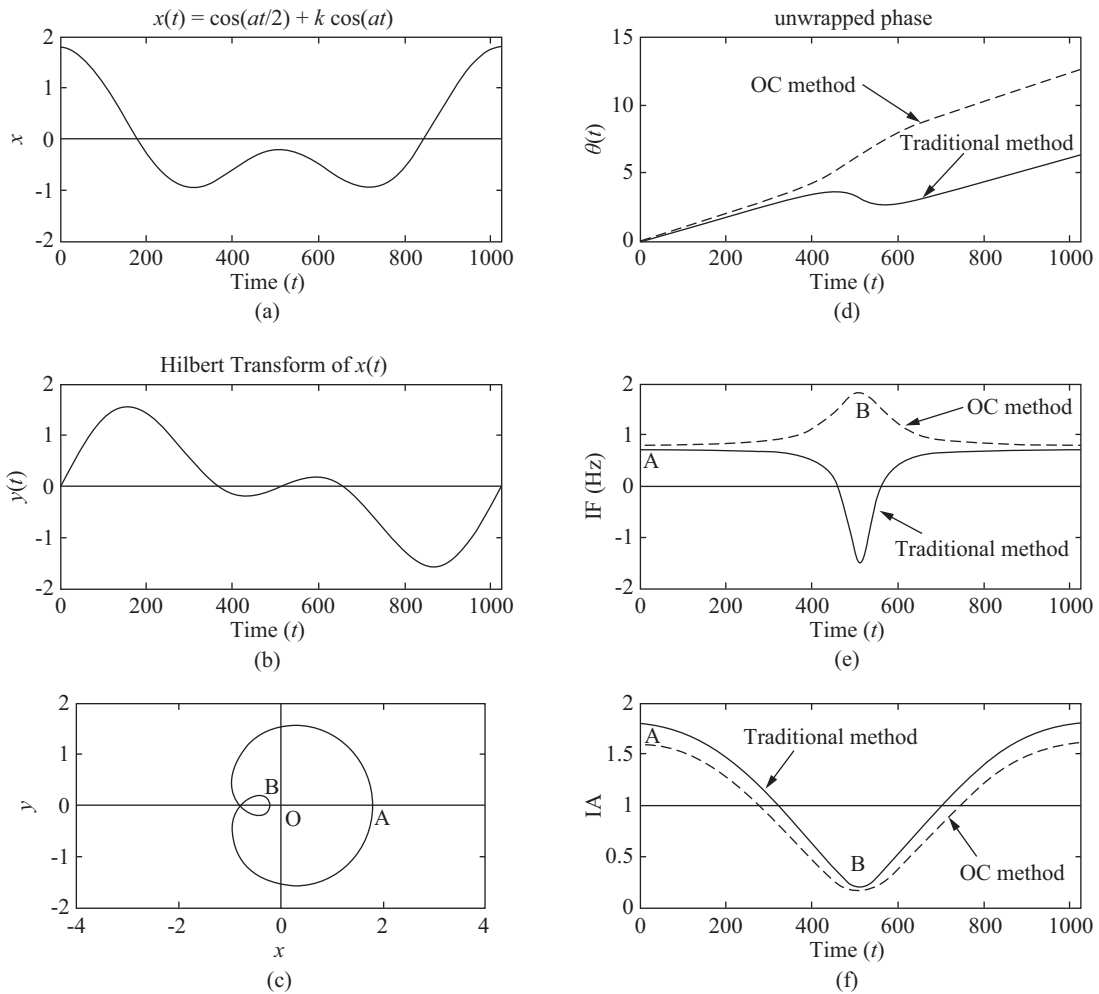 x(t) = cos(at/2) + k cos(at)
2
1
0
-1
-2
x
0 200 400 600 800 1000
Time (t)
(a)
unwrapped phase
15
10
5
0
θ(t)
OC method
Traditional method
0 200 400 600 800 1000
Time (t)
(d)
Hilbert Transform of x(t)
2
1
0
-1
-2
y(t)
0 200 400 600 800 1000
Time (t)
(b)
2
1
0
-1
-2
IF (Hz)
A
B
OC method
Traditional method
0 200 400 600 800 1000
Time (t)
(e)
2
1
0
-1
-2
y
B
O
A
-4 -2 0 2 4
x
(c)
2
1.5
1
0.5
0
IA
A
Traditional method
B
OC method
0 200 400 600 800 1000
Time (t)
(f)